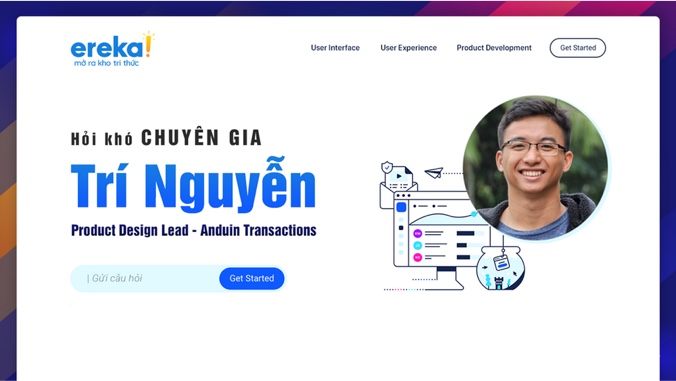 ereka!
mở ra kho tri thức
User Interface
User Experience
Product Development
Get Started
Hỏi khó CHUYÊN GIA
Trí Nguyễn
Product Design Lead - Anduin Transactions
| Gửi câu hỏi
Get Started